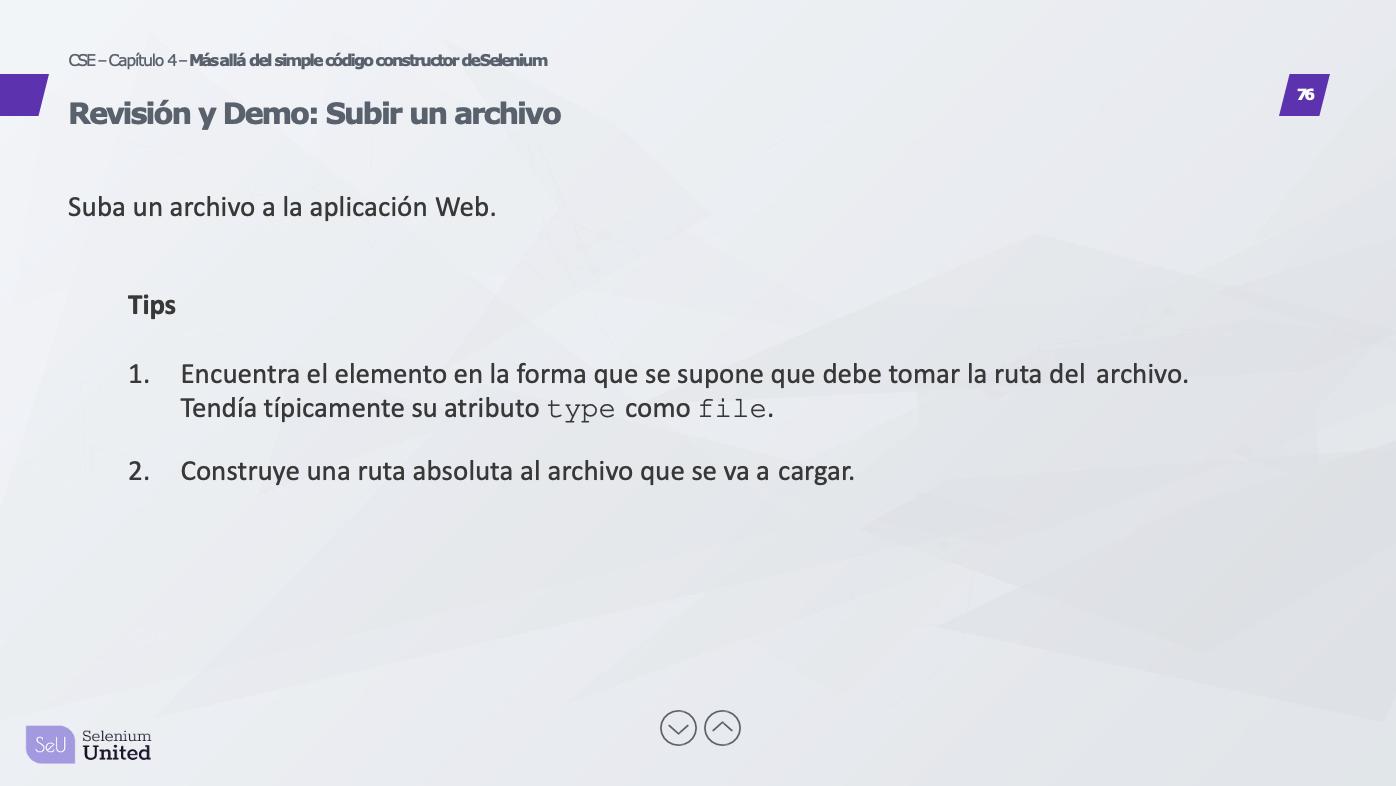 CSE – Capítulo 4 – Más allá del simple código constructor de Selenium
76
Revisión y Demo: Subir un archivo
Suba un archivo a la aplicación Web.
Tips
1. Encuentra el elemento en la forma que se supone que debe tomar la ruta del archivo.
Tendía típicamente su atributo type como file.
2. Construye una ruta absoluta al archivo que se va a cargar.
SeU
Selenium
United